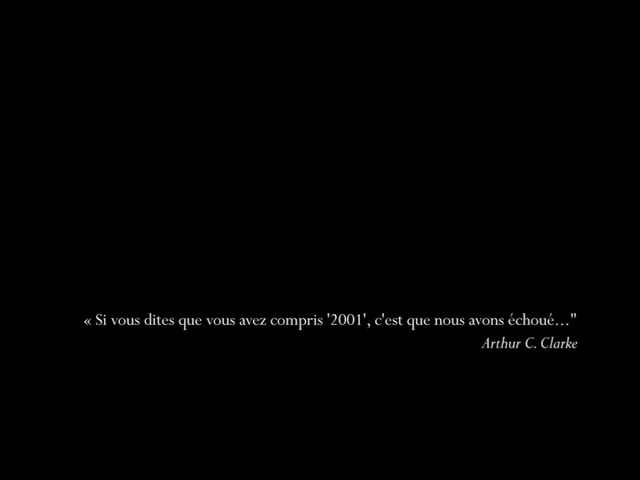 « Si vous dites que vous avez compris '2001', c'est que nous avons échoué..."
Arthur C. Clarke